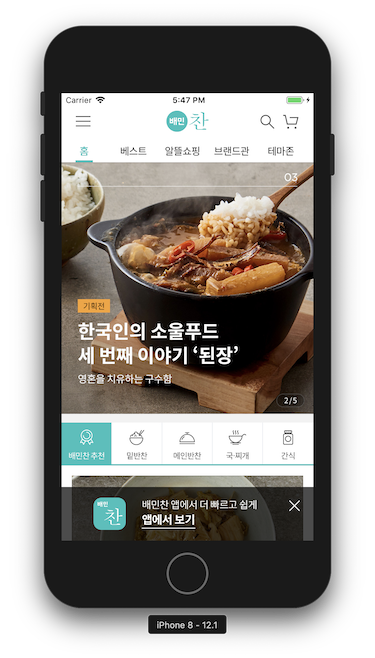 Carrier
5:47 PM
배민 찬
홈 베스트 알뜰쇼핑 브랜드관 테마존
03
기획전
한국인의 소울푸드
세 번째 이야기 ‘된장’
영혼을 치유하는 구수함
2/5
배민찬 추천 밑반찬 메인반찬 국·찌개 간식
배민 찬
배민찬 앱에서 더 빠르고 쉽게
앱에서 보기
iPhone 8 - 12.1